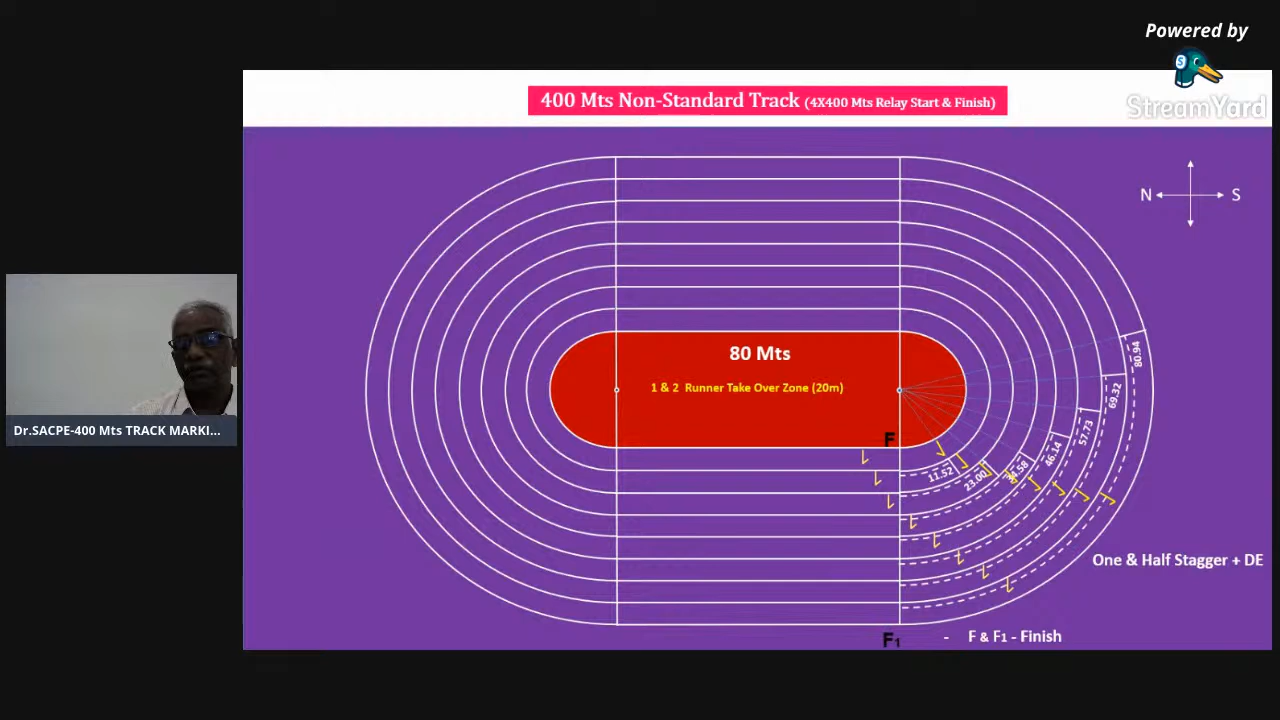 Powered by
StreamYard
400 Mts Non-Standard Track (4X400 Mts Relay Start & Finish)
N
S
80 Mts
1 & 2 Runner Take Over Zone (20m)
F
80.94
69.32
57.73
46.14
34.58
23.00
11.52
Dr.SACPE-400 Mts TRACK MARKI...
One & Half Stagger + DE
F1
- F & F1 - Finish